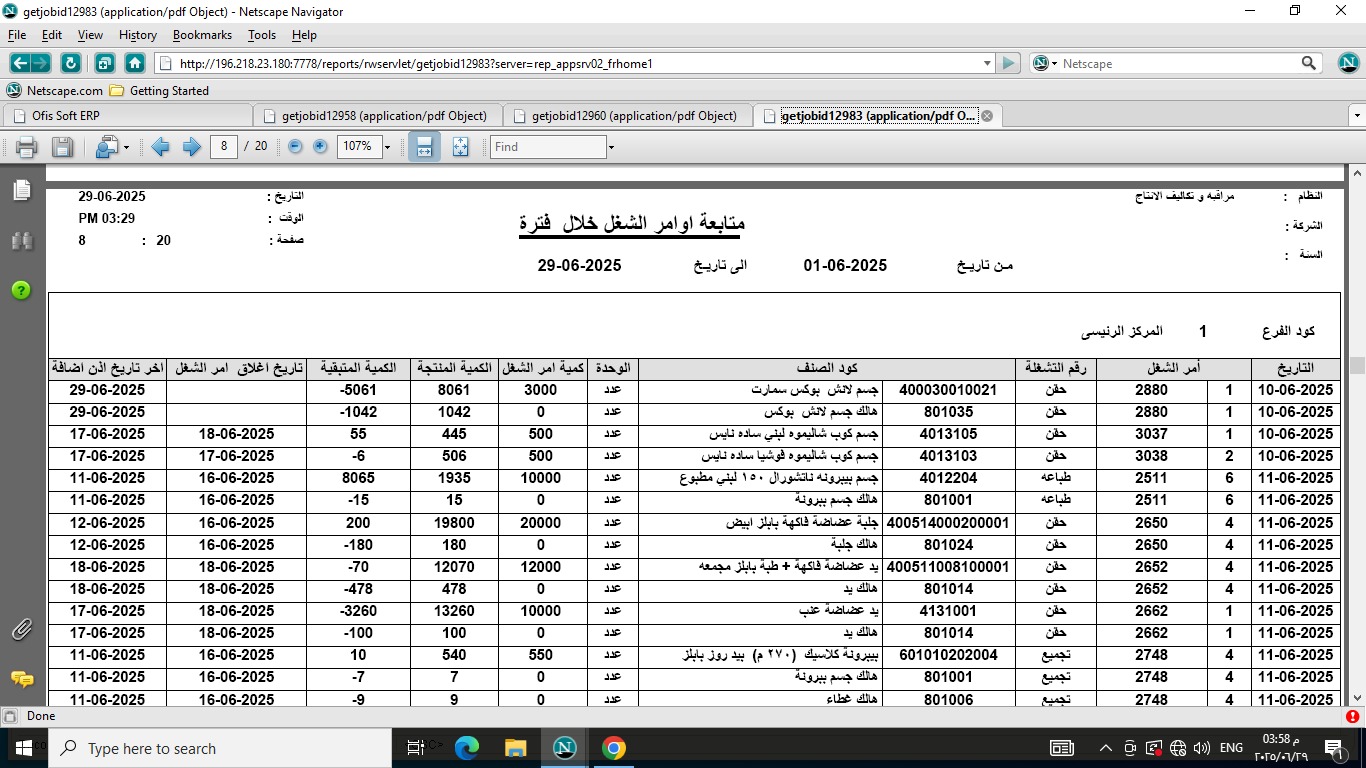 getjobid12983 (application/pdf Object) - Netscape Navigator
File Edit View History Bookmarks Tools Help
http://196.218.23.180:7778/reports/rwservlet/getjobid12983?server=rep_appsrv02_frhome1 Netscape
Netscape.com Getting Started
Ofis Soft ERP getjobid12958 (application/pdf Object) getjobid12960 (application/pdf Object) getjobid12983 (application/pdf O...
8 / 20 107% Find
النظام : مراقبه و تكاليف الانتاج التاريخ : 29-06-2025
الشركة : متابعة اوامر الشغل خلال فترة الوقت : PM 03:29
السنة : صفحة : 20 : 8
مـن تاريـخ 01-06-2025 الى تاريـخ 29-06-2025
كود الفرع 1 المركز الرئيسى
التاريخ أمر الشغل رقم التشغلة كود الصنف الوحدة كمية امر الشغل الكمية المنتجة الكمية المتبقية تاريخ اغلاق امر الشغل اخر تاريخ اذن اضافة
10-06-2025 1 2880 حقن 400030010021 جسم لانش بوكس سمارت عدد 3000 8061 -5061 29-06-2025
10-06-2025 1 2880 حقن 801035 هالك جسم لانش بوكس عدد 0 1042 -1042 29-06-2025
10-06-2025 1 3037 حقن 4013105 جسم كوب شاليموه لبني ساده نايس عدد 500 445 55 18-06-2025 17-06-2025
10-06-2025 2 3038 حقن 4013103 جسم كوب شاليموه فوشيا ساده نايس عدد 500 506 -6 17-06-2025 17-06-2025
11-06-2025 6 2511 طباعه 4012204 جسم بيبرونه ناتشورال ١٥٠ لبني مطبوع عدد 10000 1935 8065 16-06-2025 11-06-2025
11-06-2025 6 2511 طباعه 801001 هالك جسم ببرونة عدد 0 15 -15 16-06-2025 11-06-2025
11-06-2025 4 2650 حقن 400514000200001 جلبة عضاضة فاكهة بابلز ابيض عدد 20000 19800 200 16-06-2025 12-06-2025
11-06-2025 4 2650 حقن 801024 هالك جلبة عدد 0 180 -180 16-06-2025 12-06-2025
11-06-2025 4 2652 حقن 400511008100001 يد عضاضة فاكهة + طبة بابلز مجمعه عدد 12000 12070 -70 18-06-2025 18-06-2025
11-06-2025 4 2652 حقن 801014 هالك يد عدد 0 478 -478 18-06-2025 18-06-2025
11-06-2025 1 2662 حقن 4131001 يد عضاضة عنب عدد 10000 13260 -3260 18-06-2025 17-06-2025
11-06-2025 1 2662 حقن 801014 هالك يد عدد 0 100 -100 18-06-2025 17-06-2025
11-06-2025 4 2748 تجميع 601010202004 بيبرونة كلاسيك (٢٧٠ م) بيد روز بابلز عدد 550 540 10 16-06-2025 11-06-2025
11-06-2025 4 2748 تجميع 801001 هالك جسم ببرونة عدد 0 7 -7 16-06-2025 11-06-2025
11-06-2025 4 2748 تجميع 801006 هالك غطاء عدد 0 9 -9 16-06-2025 11-06-2025
Done
Type here to search ENG 03:58 م
٢٠٢٥/٠٦/٢٩ 1